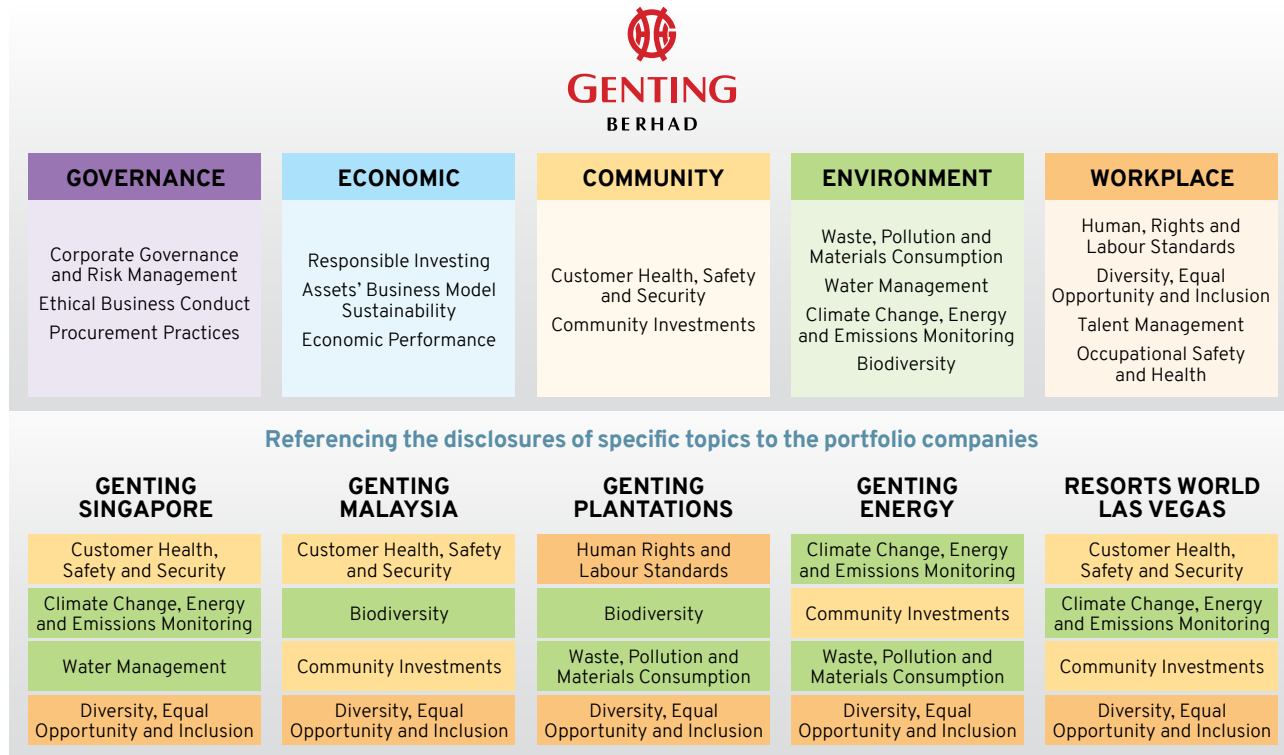 GENTING
BERHAD
GOVERNANCE
Corporate Governance
and Risk Management
Ethical Business Conduct
Procurement Practices
ECONOMIC
Responsible Investing
Assets’ Business Model
Sustainability
Economic Performance
COMMUNITY
Customer Health, Safety
and Security
Community Investments
ENVIRONMENT
Waste, Pollution and
Materials Consumption
Water Management
Climate Change, Energy
and Emissions Monitoring
Biodiversity
WORKPLACE
Human, Rights and
Labour Standards
Diversity, Equal
Opportunity and Inclusion
Talent Management
Occupational Safety
and Health
Referencing the disclosures of specific topics to the portfolio companies
GENTING
SINGAPORE
Customer Health,
Safety and Security
Climate Change, Energy
and Emissions Monitoring
Water Management
Diversity, Equal
Opportunity and Inclusion
GENTING
MALAYSIA
Customer Health, Safety
and Security
Biodiversity
Community Investments
Diversity, Equal
Opportunity and Inclusion
GENTING
PLANTATIONS
Human Rights and
Labour Standards
Biodiversity
Waste, Pollution and
Materials Consumption
Diversity, Equal
Opportunity and Inclusion
GENTING
ENERGY
Climate Change, Energy
and Emissions Monitoring
Community Investments
Waste, Pollution and
Materials Consumption
Diversity, Equal
Opportunity and Inclusion
RESORTS WORLD
LAS VEGAS
Customer Health,
Safety and Security
Climate Change, Energy
and Emissions Monitoring
Community Investments
Diversity, Equal
Opportunity and Inclusion